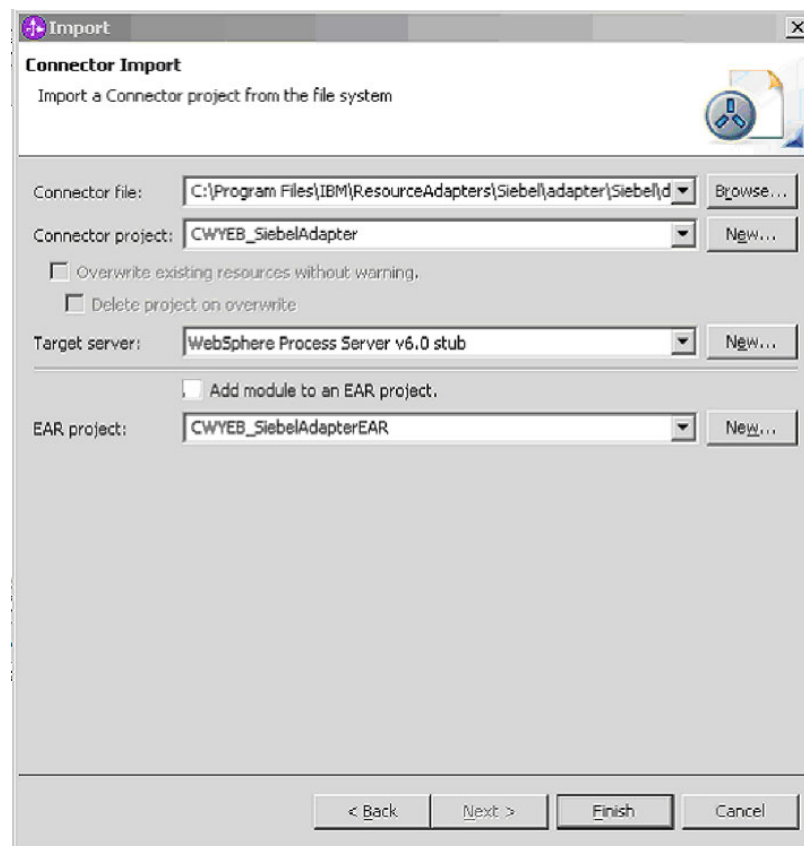 Import
Connector Import
Import a Connector project from the file system
Connector file: C:\Program Files\IBM\ResourceAdapters\Siebel\adapter\Siebel\d Browse...
Connector project: CWYEB_SiebelAdapter New...
Overwrite existing resources without warning.
Delete project on overwrite
Target server: WebSphere Process Server v6.0 stub New...
Add module to an EAR project.
EAR project: CWYEB_SiebelAdapterEAR New...
< Back Next > Finish Cancel